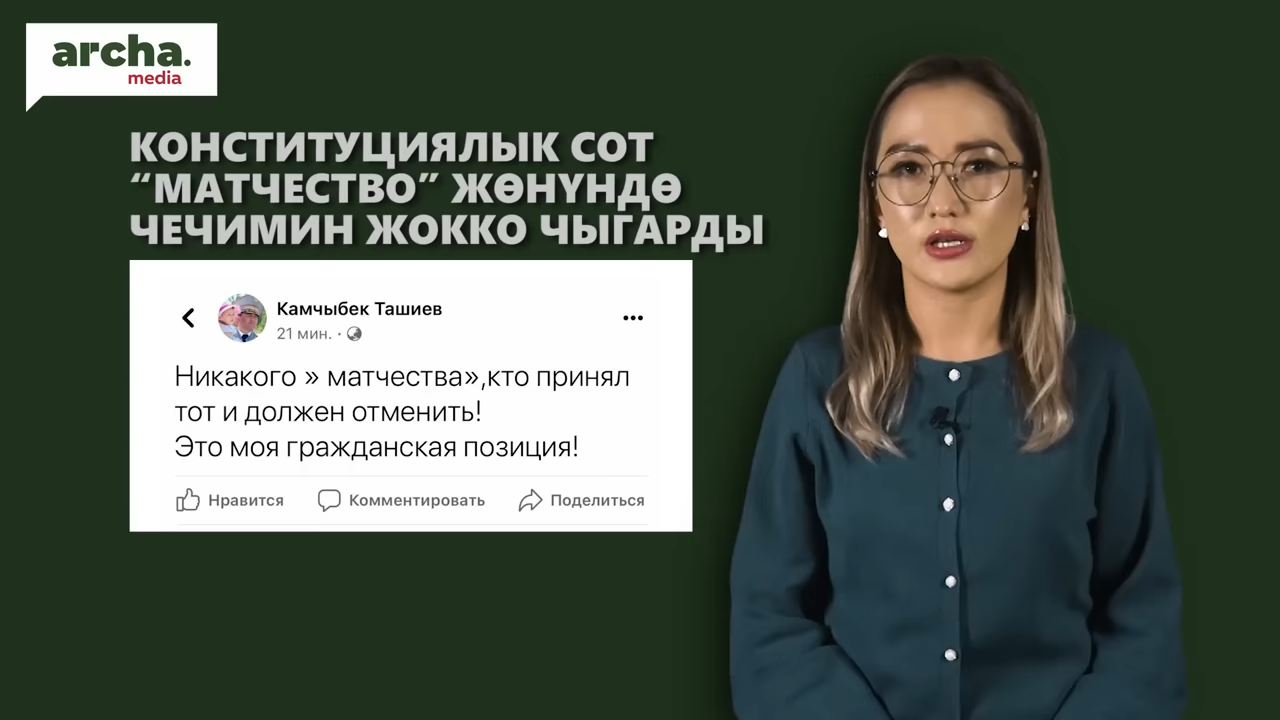 archa.
media
КОНСТИТУЦИЯЛЫК СОТ
“МАТЧЕСТВО” ЖӨНҮНДӨ
ЧЕЧИМИН ЖОККО ЧЫГАРДЫ
Камчыбек Ташиев
21 мин. ·
Никакого » матчества»,кто принял
тот и должен отменить!
Это моя гражданская позиция!
Нравится Комментировать Поделиться